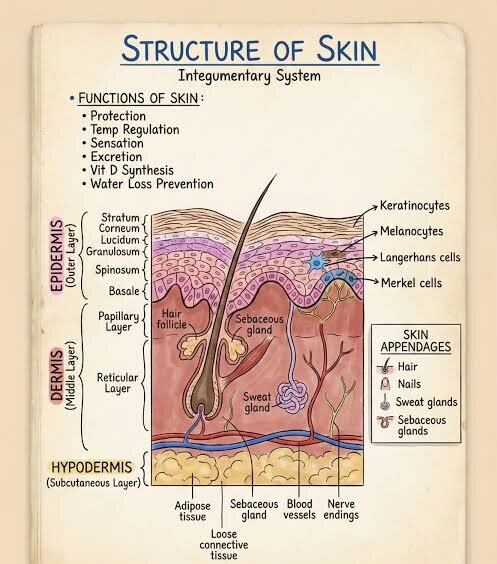 STRUCTURE OF SKIN
Integumentary System
• FUNCTIONS OF SKIN:
• Protection
• Temp Regulation
• Sensation
• Excretion
• Vit D Synthesis
• Water Loss Prevention
EPIDERMIS
(Outer Layer)
Stratum
Corneum
Lucidum
Granulosum
Spinosum
Basale
Keratinocytes
Melanocytes
Langerhans cells
Merkel cells
DERMIS
(Middle Layer)
Papillary
Layer
Reticular
Layer
Hair
follicle
Sebaceous
gland
Sweat
gland
SKIN
APPENDAGES
Hair
Nails
Sweat glands
Sebaceous
glands
HYPODERMIS
(Subcutaneous Layer)
Adipose
tissue
Loose
connective
tissue
Sebaceous
gland
Blood
vessels
Nerve
endings